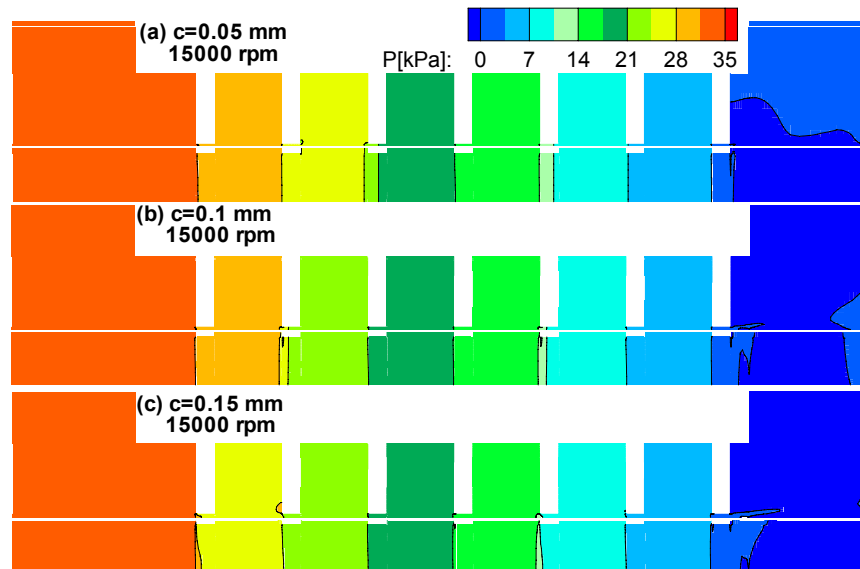 (a) c=0.05 mm
15000 rpm
P[kPa]: 0 7 14 21 28 35
(b) c=0.1 mm
15000 rpm
(c) c=0.15 mm
15000 rpm